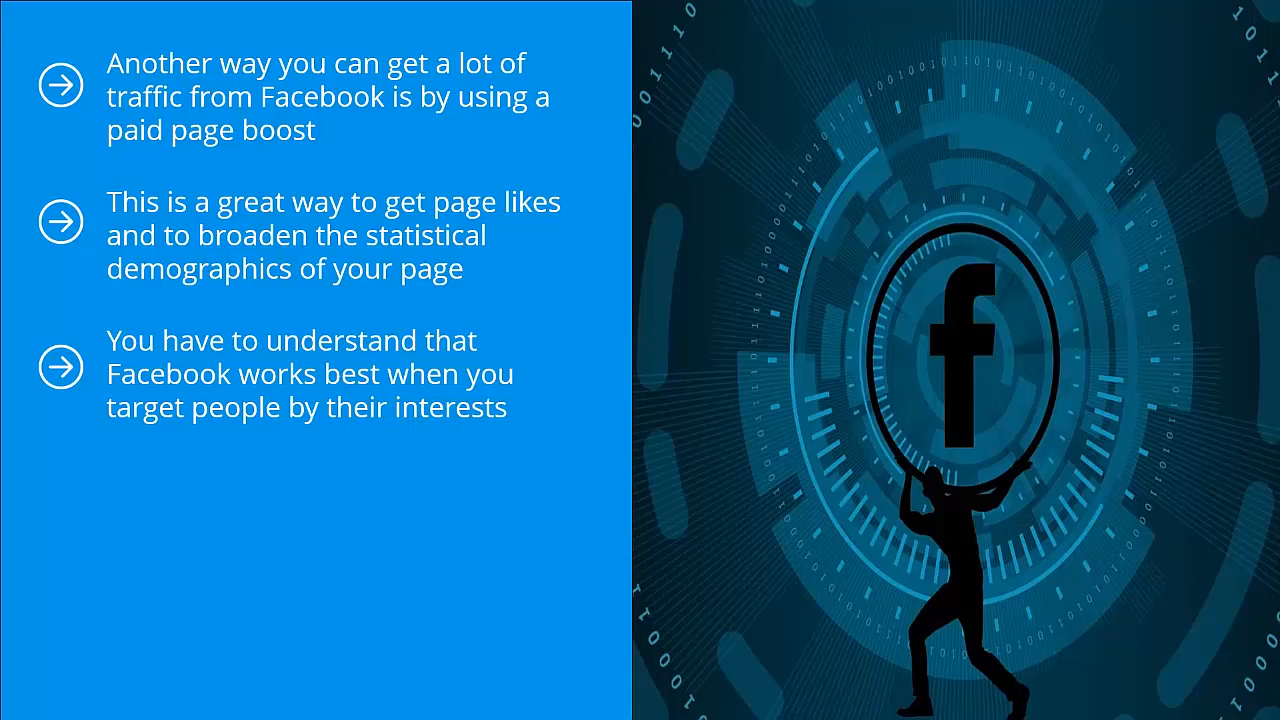 Another way you can get a lot of
traffic from Facebook is by using a
paid page boost
This is a great way to get page likes
and to broaden the statistical
demographics of your page
You have to understand that
Facebook works best when you
target people by their interests
f